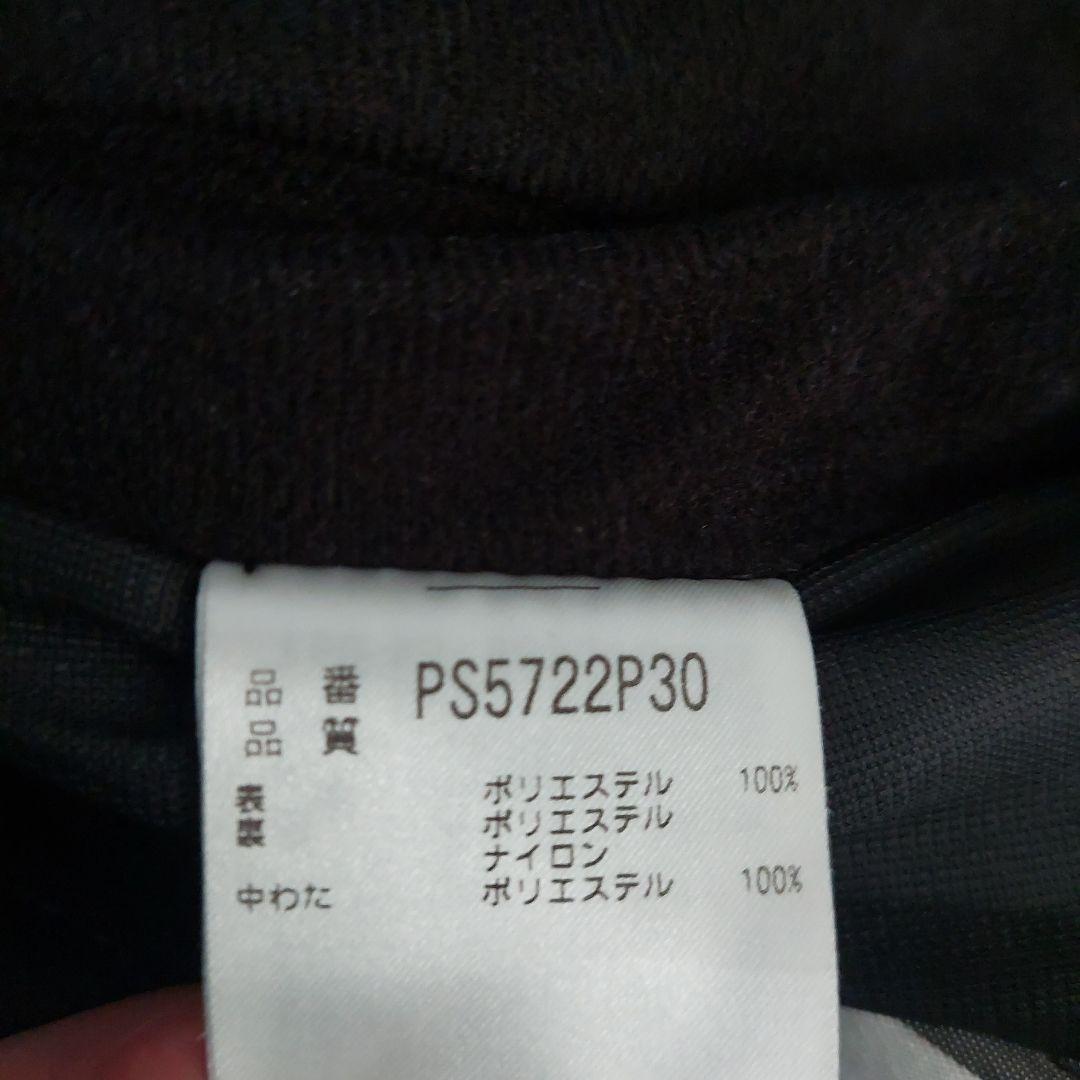 品 番 PS5722P30
品 質
表 ポリエステル 100%
裏 ポリエステル
ナイロン
中わた ポリエステル 100%